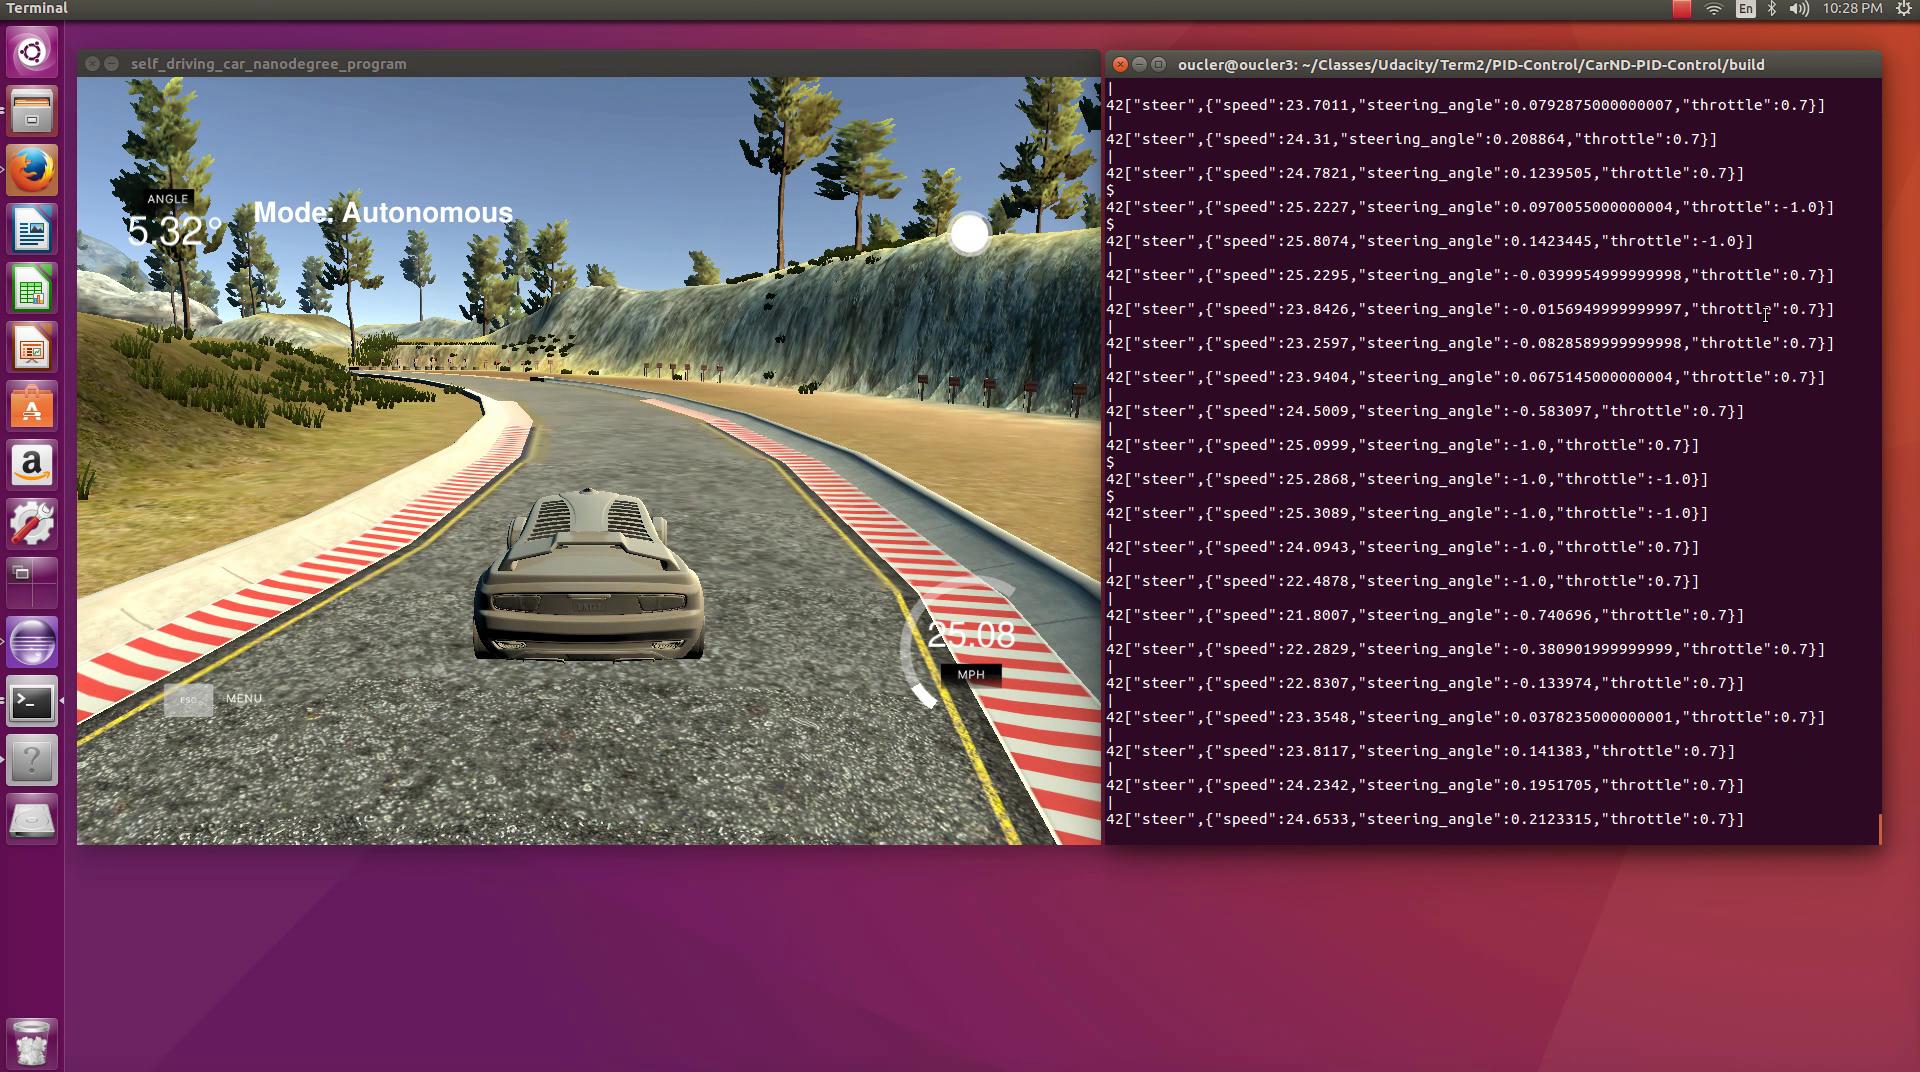 Terminal
En
10:28 PM
self_driving_car_nanodegree_program
ANGLE
5.32°
Mode: Autonomous
25.08
MPH
ESC
MENU
oucler@oucler3: ~/Classes/Udacity/Term2/PID-Control/CarND-PID-Control/build
|
42["steer",{"speed":23.7011,"steering_angle":0.0792875000000007,"throttle":0.7}]
|
42["steer",{"speed":24.31,"steering_angle":0.208864,"throttle":0.7}]
|
42["steer",{"speed":24.7821,"steering_angle":0.1239505,"throttle":0.7}]
$
42["steer",{"speed":25.2227,"steering_angle":0.0970055000000004,"throttle":-1.0}]
$
42["steer",{"speed":25.8074,"steering_angle":0.1423445,"throttle":-1.0}]
|
42["steer",{"speed":25.2295,"steering_angle":-0.0399954999999998,"throttle":0.7}]
|
42["steer",{"speed":23.8426,"steering_angle":-0.0156949999999997,"throttle":0.7}]
|
42["steer",{"speed":23.2597,"steering_angle":-0.0828589999999998,"throttle":0.7}]
|
42["steer",{"speed":23.9404,"steering_angle":0.0675145000000004,"throttle":0.7}]
|
42["steer",{"speed":24.5009,"steering_angle":-0.583097,"throttle":0.7}]
|
42["steer",{"speed":25.0999,"steering_angle":-1.0,"throttle":0.7}]
$
42["steer",{"speed":25.2868,"steering_angle":-1.0,"throttle":-1.0}]
$
42["steer",{"speed":25.3089,"steering_angle":-1.0,"throttle":-1.0}]
|
42["steer",{"speed":24.0943,"steering_angle":-1.0,"throttle":0.7}]
|
42["steer",{"speed":22.4878,"steering_angle":-1.0,"throttle":0.7}]
|
42["steer",{"speed":21.8007,"steering_angle":-0.740696,"throttle":0.7}]
|
42["steer",{"speed":22.2829,"steering_angle":-0.380901999999999,"throttle":0.7}]
|
42["steer",{"speed":22.8307,"steering_angle":-0.133974,"throttle":0.7}]
|
42["steer",{"speed":23.3548,"steering_angle":0.0378235000000001,"throttle":0.7}]
|
42["steer",{"speed":23.8117,"steering_angle":0.141383,"throttle":0.7}]
|
42["steer",{"speed":24.2342,"steering_angle":0.1951705,"throttle":0.7}]
|
42["steer",{"speed":24.6533,"steering_angle":0.2123315,"throttle":0.7}]